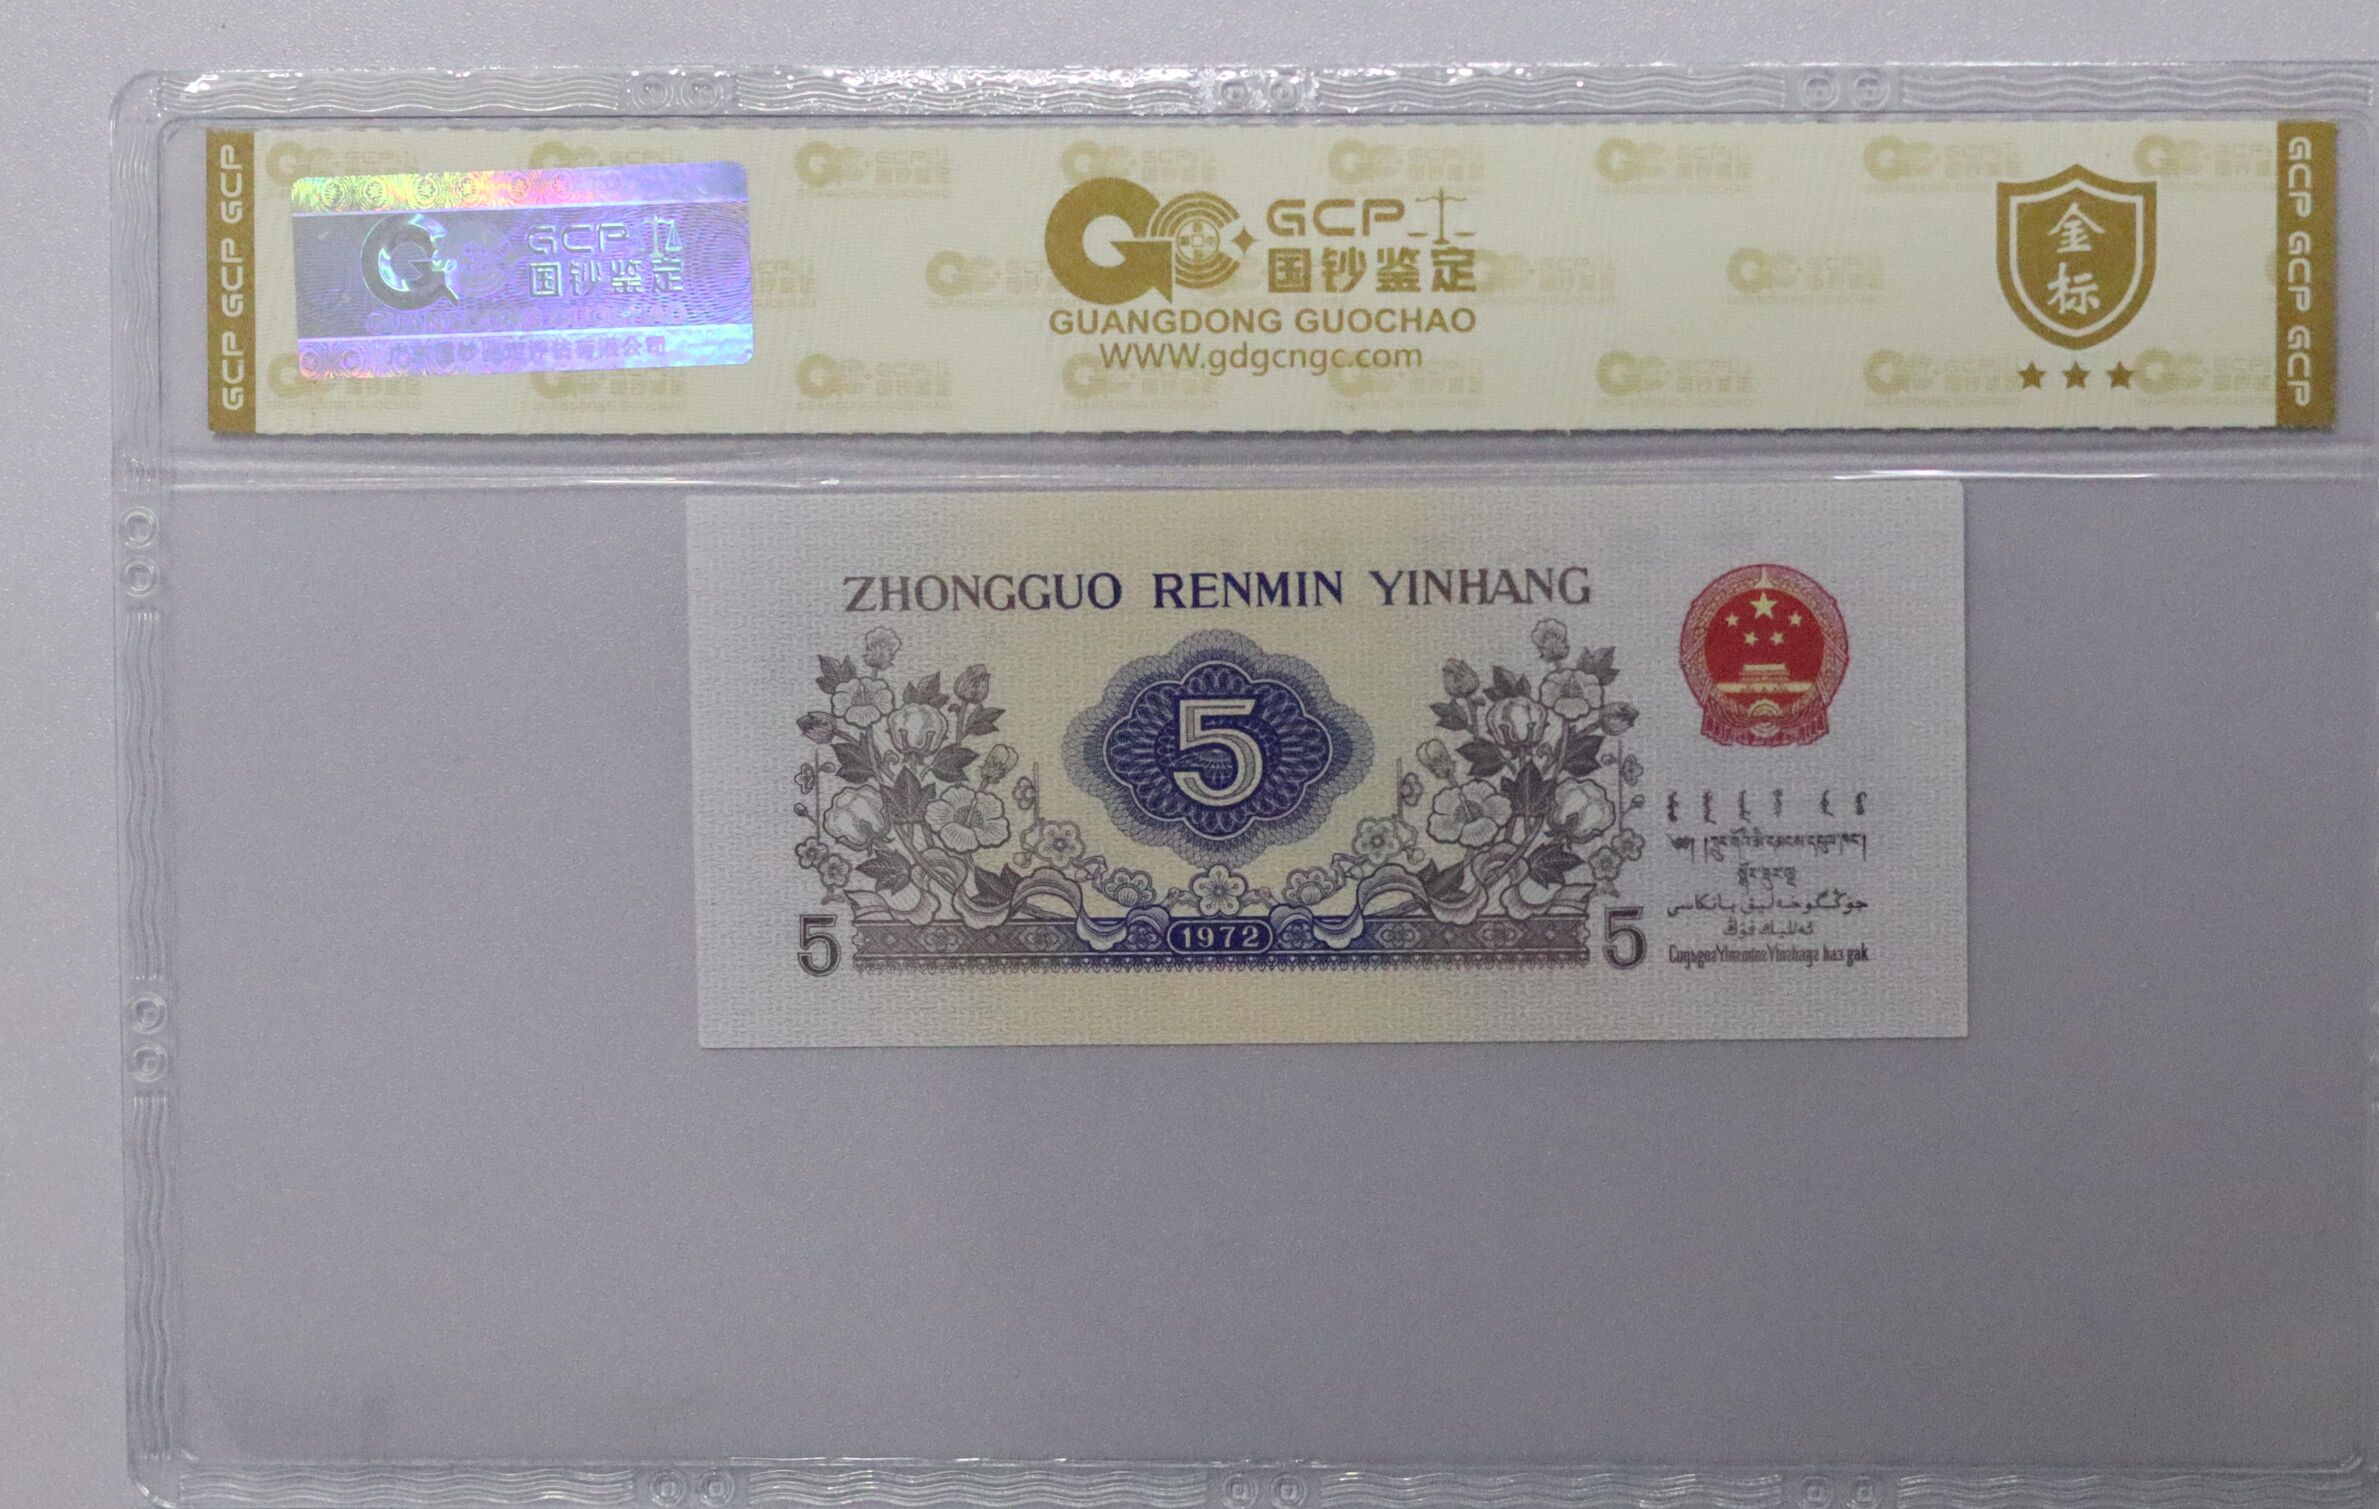 GCP GCP GCP
GCP
国钞鉴定
GUANGDONG GUOCHAO
GCP
国钞鉴定
GUANGDONG GUOCHAO
WWW.gdgcngc.com
金
标
GCP GCP GCP
ZHONGGUO RENMIN YINHANG
5
5
1972
5